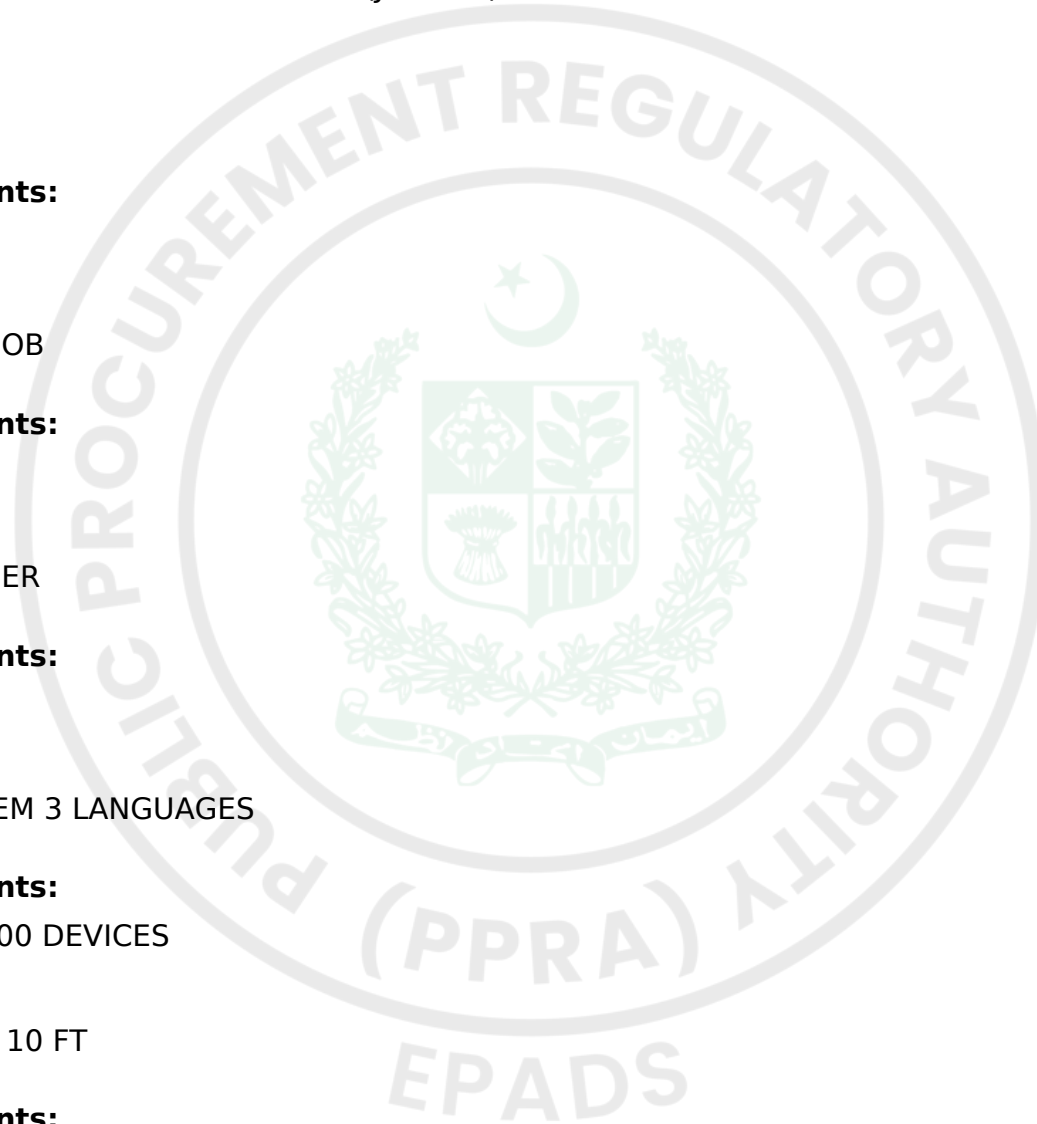 PUBLIC PROCUREMENT REGULATORY AUTHORITY
nts:
OB
nts:
ER
nts:
EM 3 LANGUAGES
nts:
00 DEVICES
10 FT
(PPRA)
EPADS
nts: